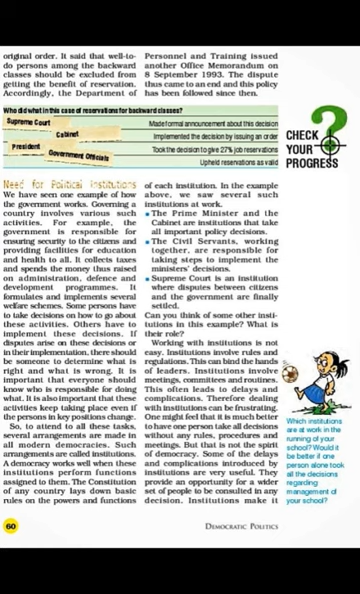 original order. It said that well-to-
do persons among the backward
classes should be excluded from
getting the benefit of reservation.
Accordingly, the Department of
Personnel and Training issued
another Office Memorandum on
8 September 1993. The dispute
thus came to an end and this policy
has been followed since then.
Who did what in this case of reservations for backward classes?
Supreme Court
Made formal announcement about this decision
Cabinet
Implemented the decision by issuing an order
President
Took the decision to give 27% job reservations
Government Officials
Upheld reservations as valid
CHECK
YOUR
PROGRESS
?
Need for Political Institutions
We have seen one example of how
the government works. Governing a
country involves various such
activities. For example, the
government is responsible for
ensuring security to the citizens and
providing facilities for education
and health to all. It collects taxes
and spends the money thus raised
on administration, defence and
development programmes. It
formulates and implements several
welfare schemes. Some persons have
to take decisions on how to go about
these activities. Others have to
implement these decisions. If
disputes arise on these decisions or
in their implementation, there should
be someone to determine what is
right and what is wrong. It is
important that everyone should
know who is responsible for doing
what. It is also important that these
activities keep taking place even if
the persons in key positions change.
So, to attend to all these tasks,
several arrangements are made in
all modern democracies. Such
arrangements are called institutions.
A democracy works well when these
institutions perform functions
assigned to them. The Constitution
of any country lays down basic
rules on the powers and functions
of each institution. In the example
above, we saw several such
institutions at work.
• The Prime Minister and the
Cabinet are institutions that take
all important policy decisions.
• The Civil Servants, working
together, are responsible for
taking steps to implement the
ministers' decisions.
• Supreme Court is an institution
where disputes between citizens
and the government are finally
settled.
Can you think of some other insti-
tutions in this example? What is
their role?
Working with institutions is not
easy. Institutions involve rules and
regulations. This can bind the hands
of leaders. Institutions involve
meetings, committees and routines.
This often leads to delays and
complications. Therefore dealing
with institutions can be frustrating.
One might feel that it is much better
to have one person take all decisions
without any rules, procedures and
meetings. But that is not the spirit
of democracy. Some of the delays
and complications introduced by
institutions are very useful. They
provide an opportunity for a wider
set of people to be consulted in any
decision. Institutions make it
Which institutions
are at work in the
running of your
school? Would it
be better if one
person alone took
all the decisions
regarding
management of
your school?
60
DEMOCRATIC POLITICS